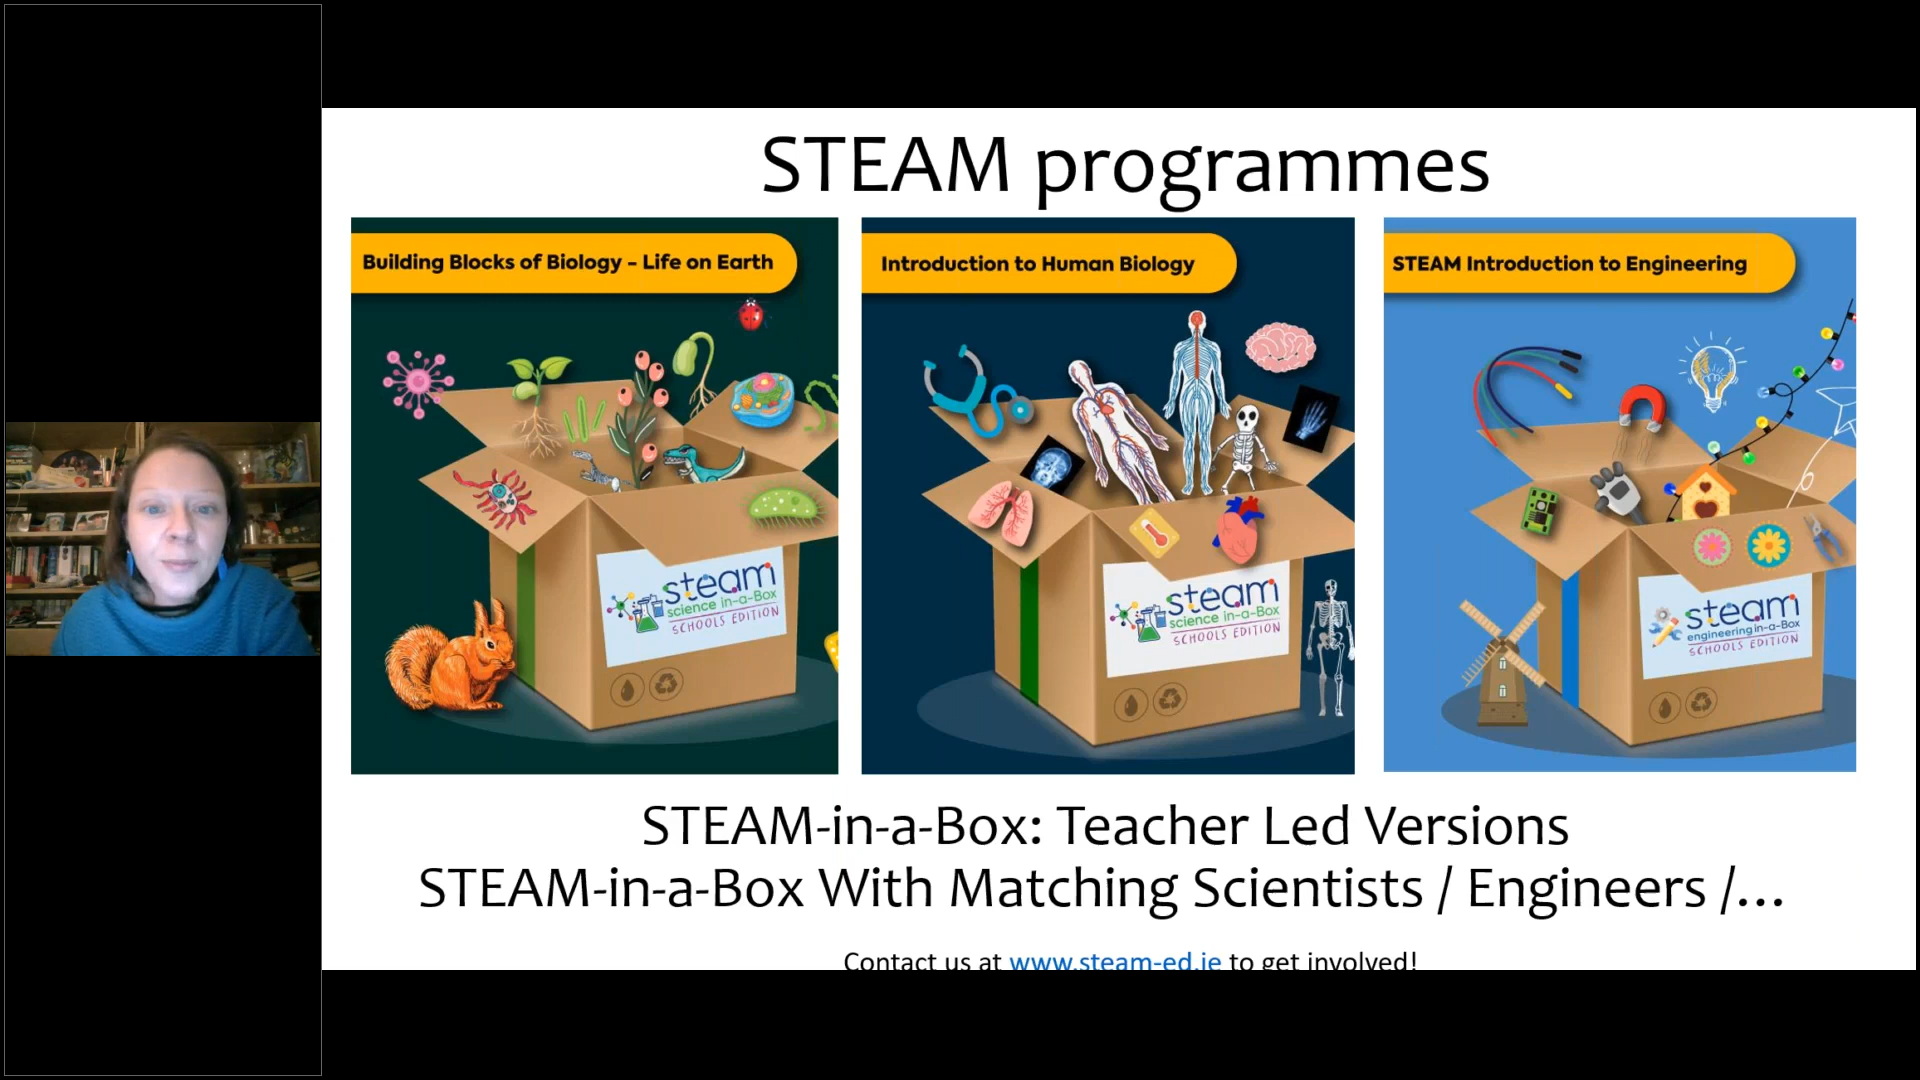 STEAM programmes
Building Blocks of Biology – Life on Earth
steam
science in-a-Box
SCHOOLS EDITION
Introduction to Human Biology
steam
science in-a-Box
SCHOOLS EDITION
STEAM Introduction to Engineering
steam
engineering in-a-Box
SCHOOLS EDITION
STEAM-in-a-Box: Teacher Led Versions
STEAM-in-a-Box With Matching Scientists / Engineers /...
Contact us at www.steam-ed.ie to get involved!